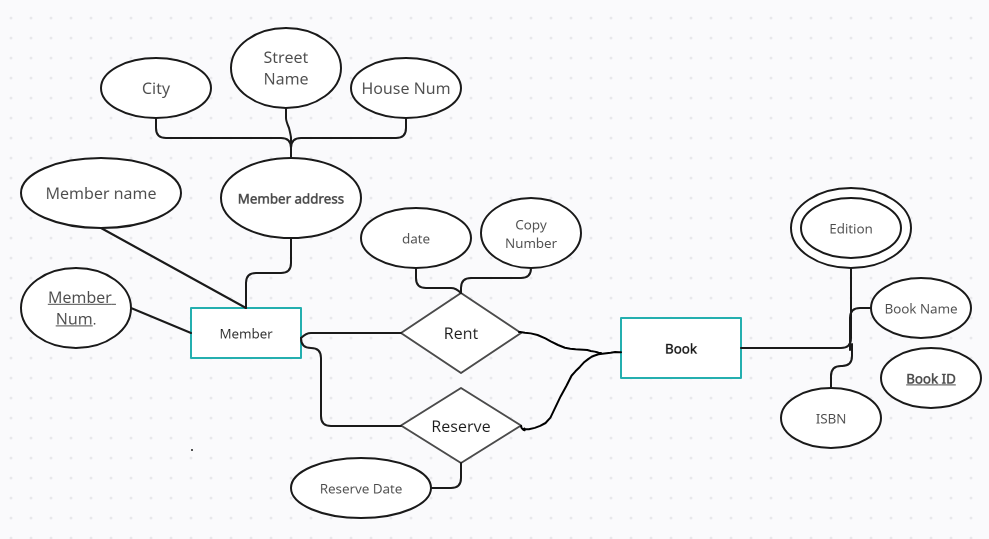 Street
Name
City
House Num
Member name
Member address
Copy
Number
date
Edition
Member
Num.
Book Name
Member
Rent
Book
Book ID
ISBN
Reserve
Reserve Date